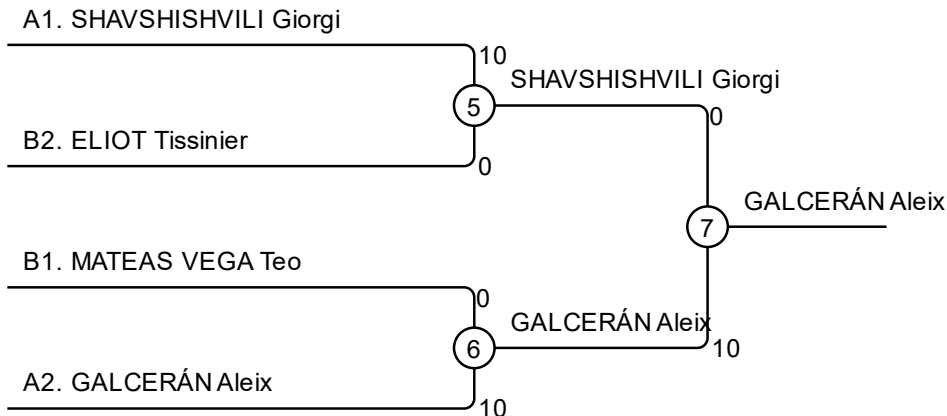 A1. SHAVSHISHVILI Giorgi
10
SHAVSHISHVILI Giorgi
5
0
B2. ELIOT Tissinier
0
GALCERÁN Aleix
7
B1. MATEAS VEGA Teo
0
GALCERÁN Aleix
6
10
A2. GALCERÁN Aleix
10